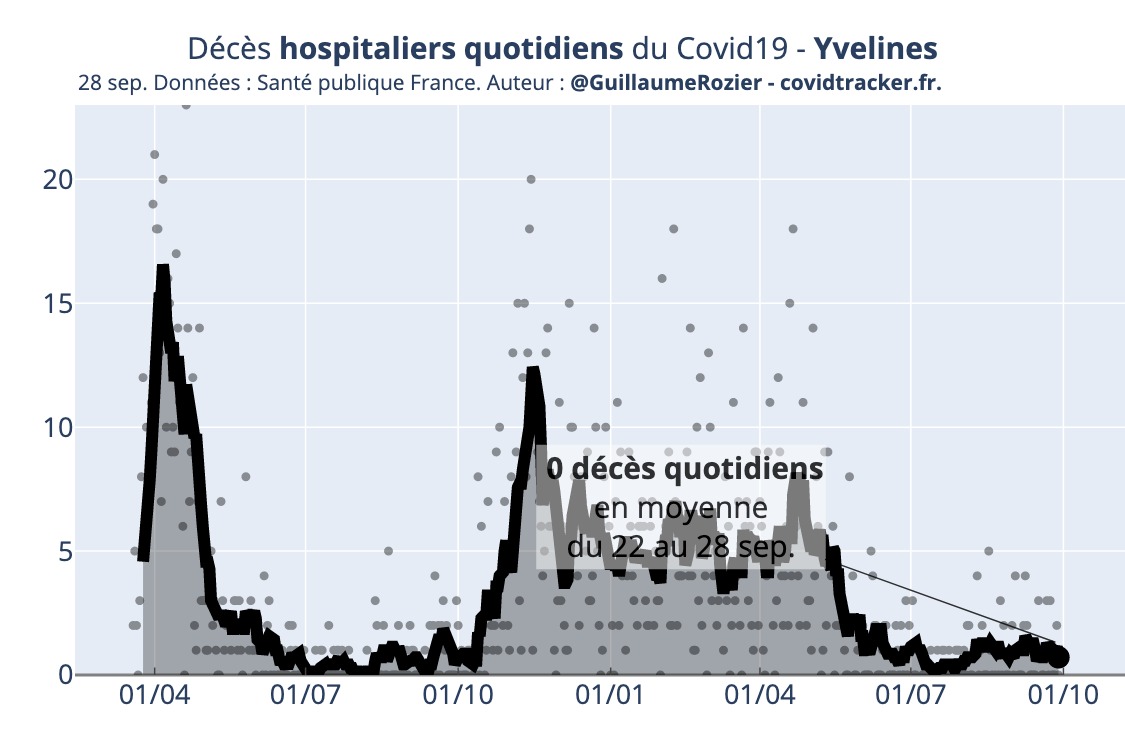 Décès hospitaliers quotidiens du Covid19 - Yvelines
28 sep. Données : Santé publique France. Auteur : @GuillaumeRozier - covidtracker.fr.
20
15
10
0 décès quotidiens
en moyenne
du 22 au 28 sep.
5
0
01/04 01/07 01/10 01/01 01/04 01/07 01/10